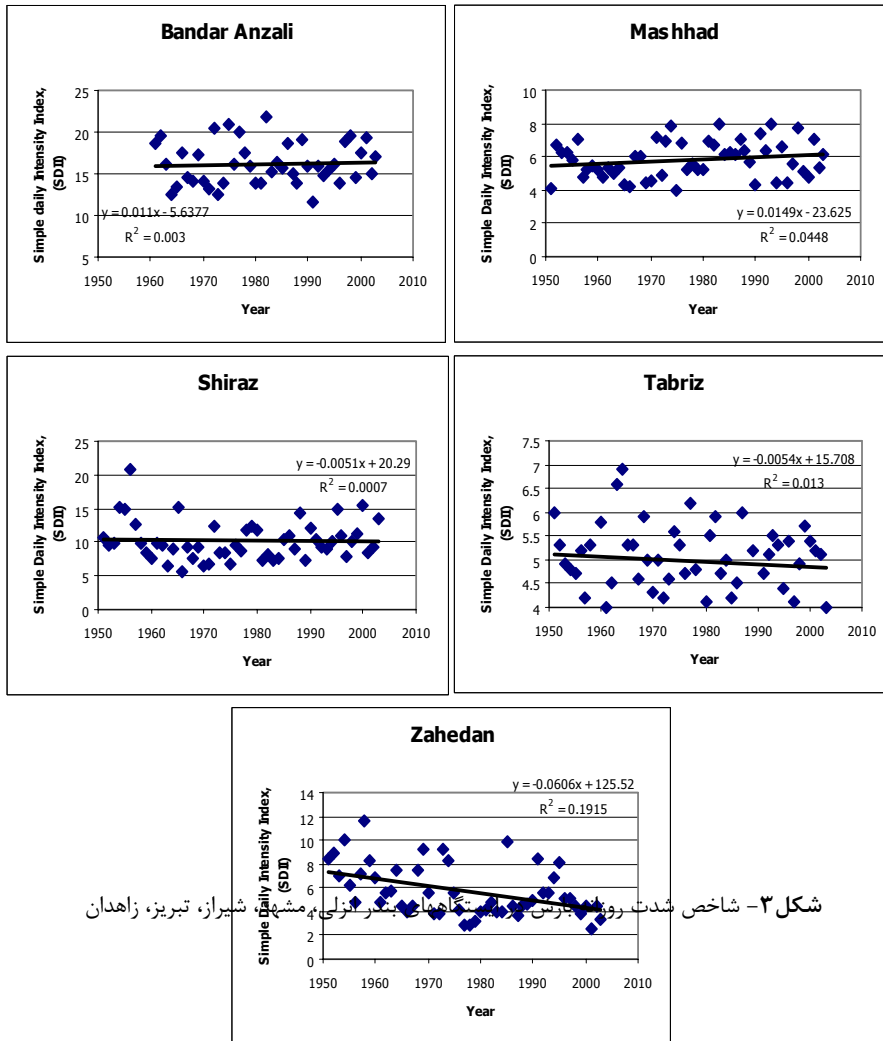 Bandar Anzali
Simple daily Intensity Index, (SDII)
25
20
15
10
5
y = 0.011x - 5.6377
R² = 0.003
1950 1960 1970 1980 1990 2000 2010
Year
Mashhad
Simple Daily Intensity Index, (SDII)
10
8
6
4
2
0
y = 0.0149x - 23.625
R² = 0.0448
1950 1960 1970 1980 1990 2000 2010
Year
Shiraz
Simple Daily Intensity Index, (SDII)
25
20
15
10
5
0
y = -0.0051x + 20.29
R² = 0.0007
1950 1960 1970 1980 1990 2000 2010
Year
Tabriz
Simple Daily Intensity Index, (SDII)
7.5
7
6.5
6
5.5
5
4.5
4
y = -0.0054x + 15.708
R² = 0.013
1950 1960 1970 1980 1990 2000 2010
Year
Zahedan
Simple Daily Intensity Index, (SDII)
14
12
10
8
6
4
2
0
y = -0.0606x + 125.52
R² = 0.1915
1950 1960 1970 1980 1990 2000 2010
Year
شکل۳- شاخص شدت بندر انزلی، مشهد، شیراز، تبریز، زاهدان